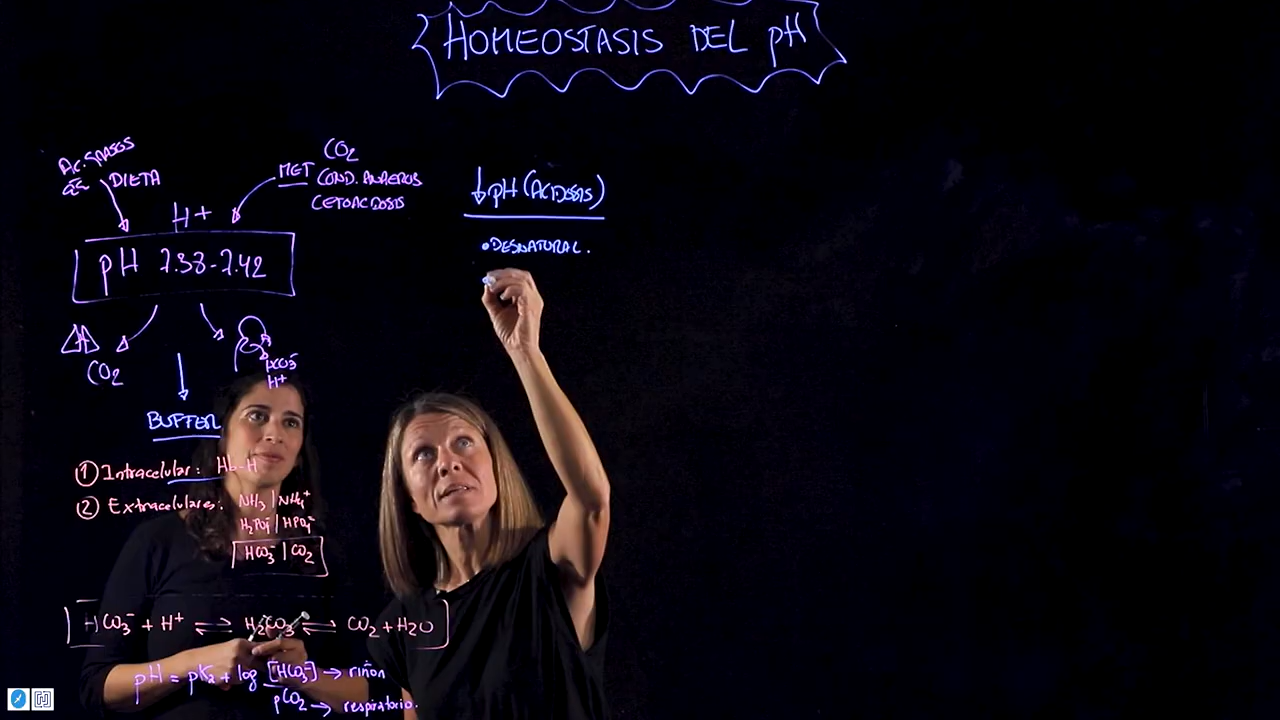 HOMEOSTASIS DEL pH
Ac. GRASOS
aa
DIETA
CO2
MET
COND. ANAEROB
CETOACIDOSIS
H+
pH 7.38-7.42
CO2
H+
BUFFER
① Intracelular: Hb-H
② Extracelulares: NH3 | NH4+
H2PO4- | HPO4=
HCO3- | CO2
HCO3- + H+ ⇌ H2CO3 ⇌ CO2 + H2O
pH = pKa + log [HCO3-] → riñón
pCO2 → respiratorio.
↓ pH (ACIDOSIS)
• DESNATURAL.